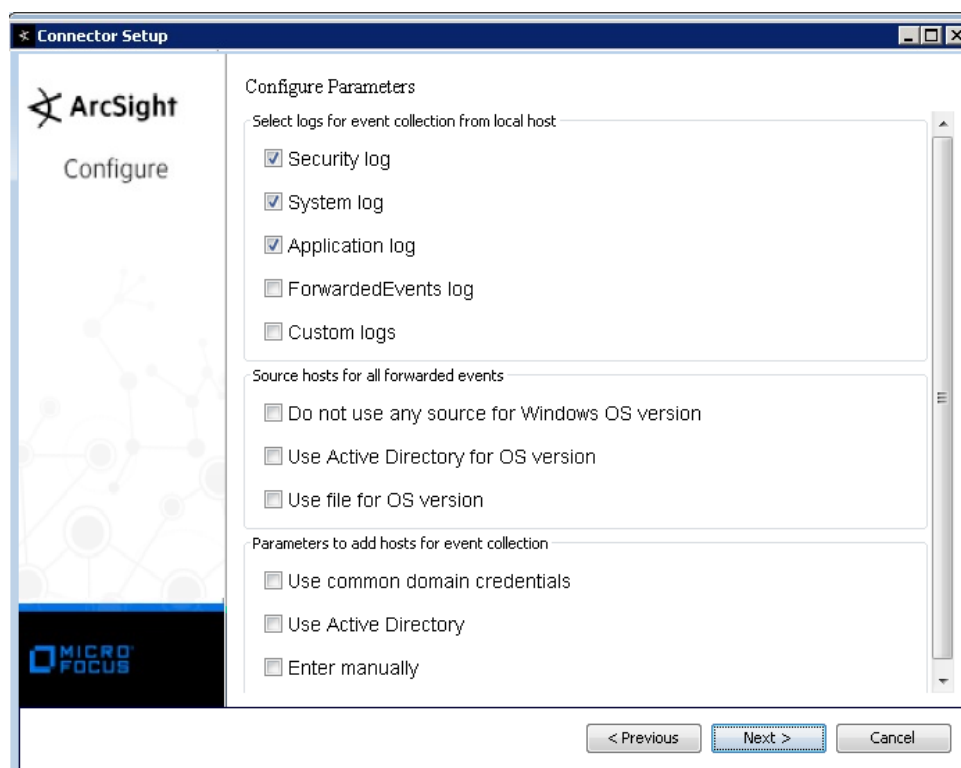 Connector Setup
ArcSight
Configure
Configure Parameters
Select logs for event collection from local host
Security log
System log
Application log
ForwardedEvents log
Custom logs
Source hosts for all forwarded events
Do not use any source for Windows OS version
Use Active Directory for OS version
Use file for OS version
Parameters to add hosts for event collection
Use common domain credentials
Use Active Directory
Enter manually
MICRO
FOCUS
< Previous
Next >
Cancel